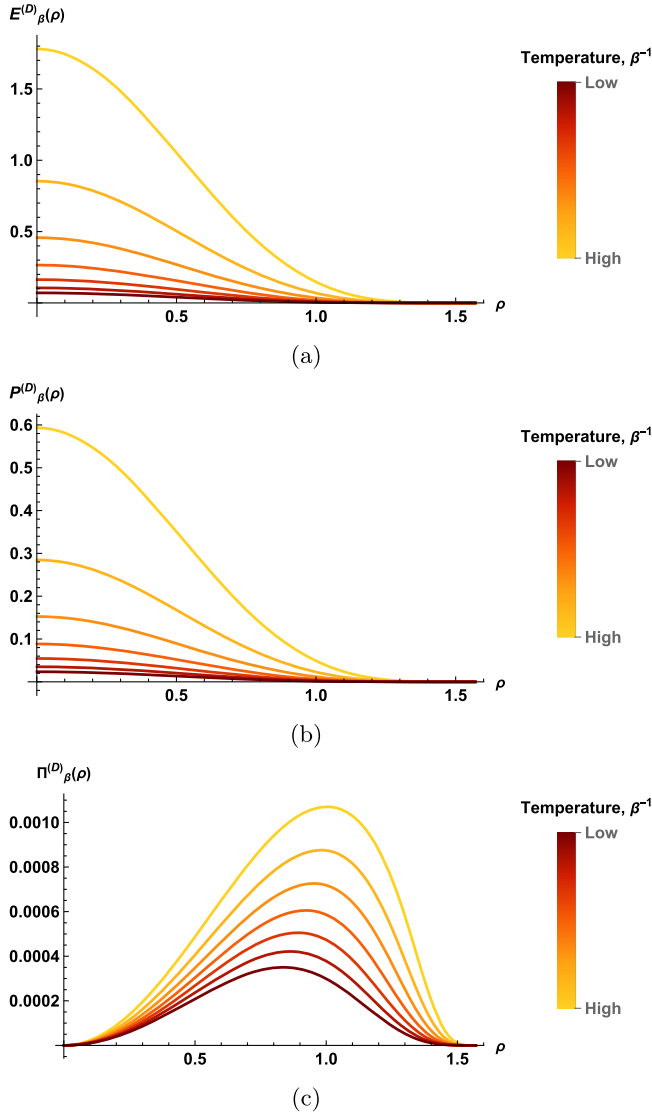 E^(D)_β(ρ)
Temperature, β⁻¹
Low
1.5
1.0
0.5
High
0.5
1.0
1.5
ρ
(a)
P^(D)_β(ρ)
Temperature, β⁻¹
0.6
Low
0.5
0.4
0.3
0.2
0.1
High
0.5
1.0
1.5
ρ
(b)
Π^(D)_β(ρ)
Temperature, β⁻¹
Low
0.0010
0.0008
0.0006
0.0004
0.0002
High
0.5
1.0
1.5
ρ
(c)